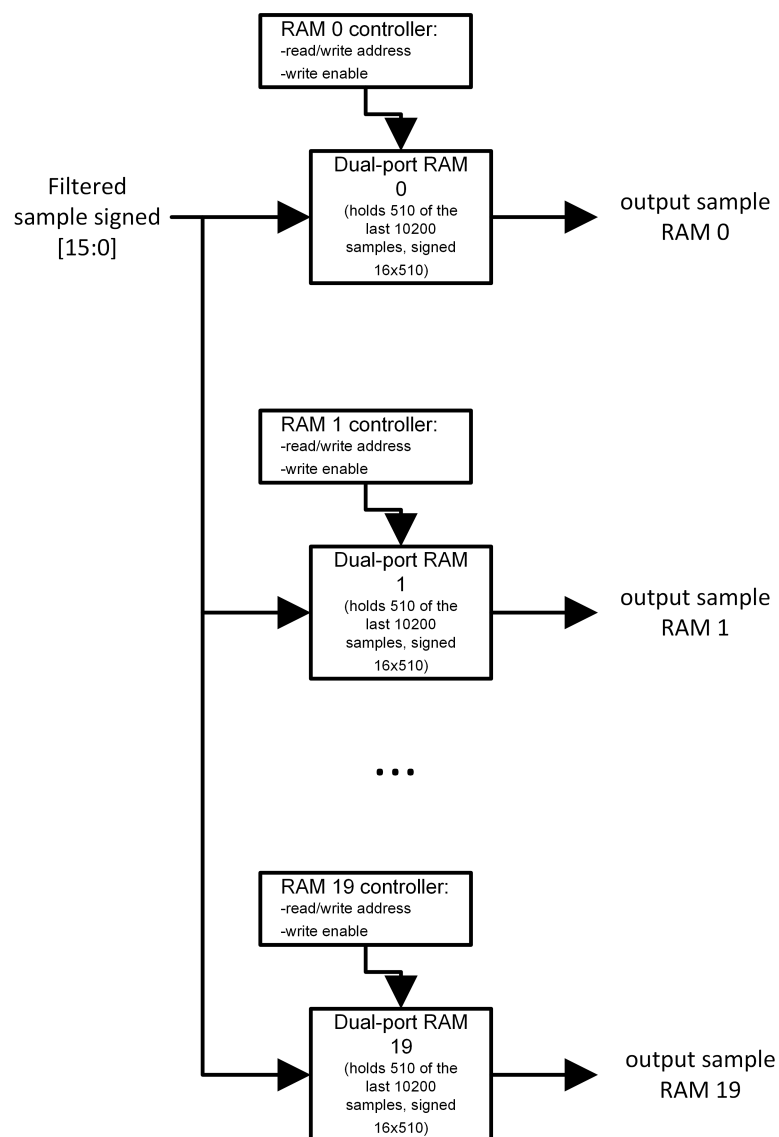 RAM 0 controller:
-read/write address
-write enable
Filtered
sample signed
[15:0]
Dual-port RAM
0
(holds 510 of the
last 10200
samples, signed
16x510)
output sample
RAM 0
RAM 1 controller:
-read/write address
-write enable
Dual-port RAM
1
(holds 510 of the
last 10200
samples, signed
16x510)
output sample
RAM 1
...
RAM 19 controller:
-read/write address
-write enable
Dual-port RAM
19
(holds 510 of the
last 10200
samples, signed
16x510)
output sample
RAM 19